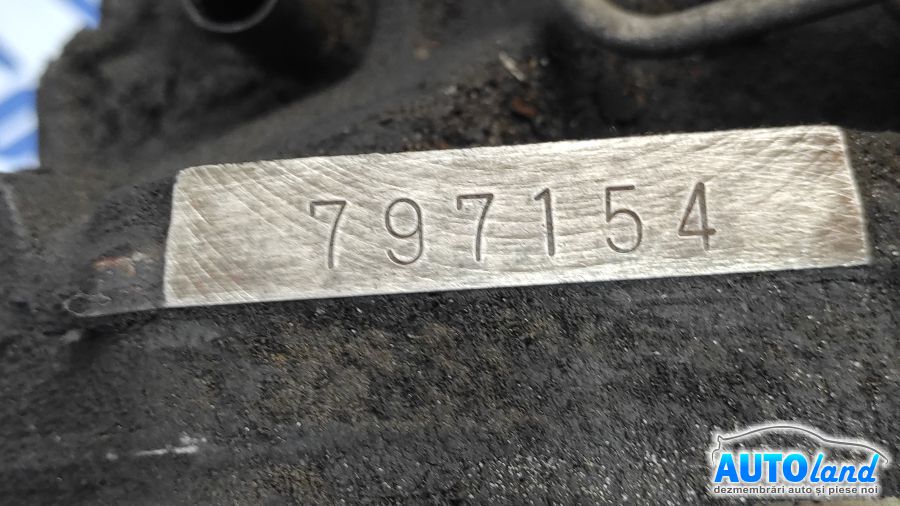 797154
AUTOland
dezmembrări auto și piese noi